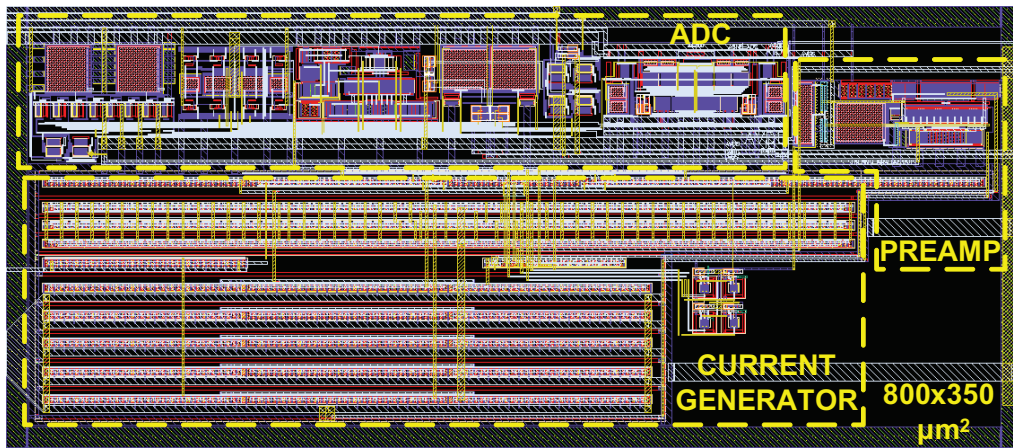 ADC
PREAMP
CURRENT
GENERATOR
800x350
µm²